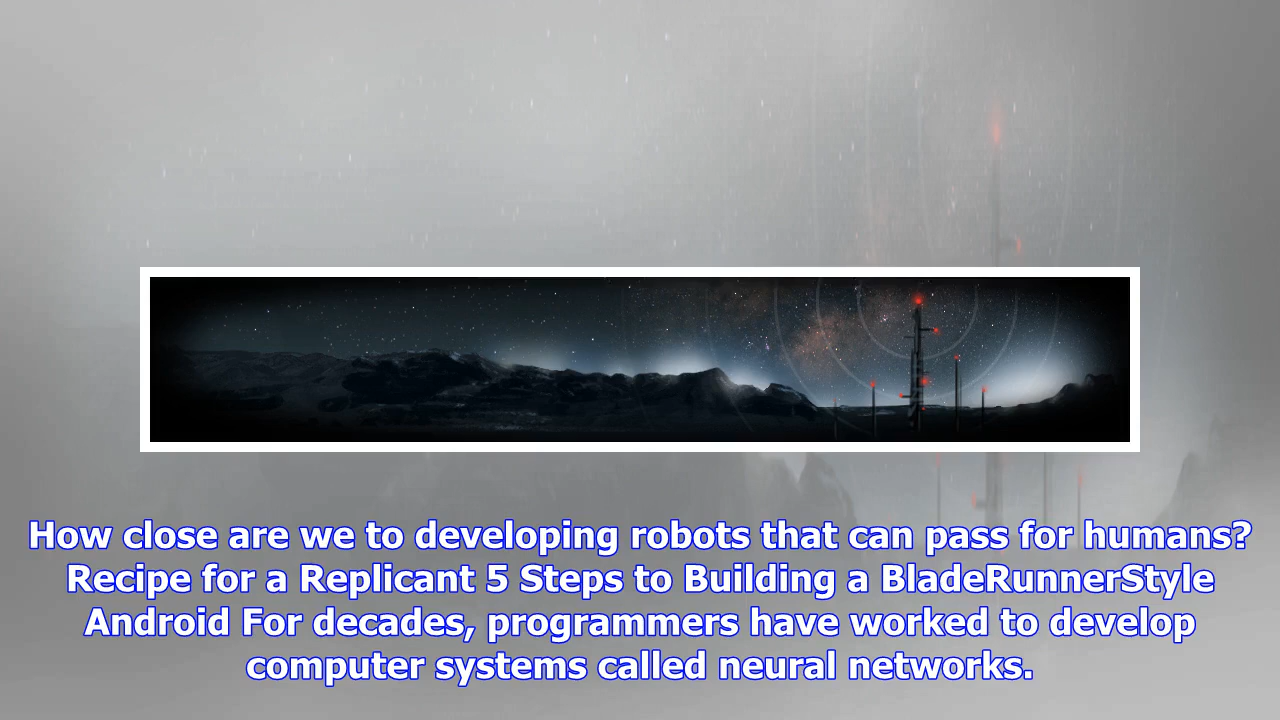 How close are we to developing robots that can pass for humans?
Recipe for a Replicant 5 Steps to Building a BladeRunnerStyle
Android For decades, programmers have worked to develop
computer systems called neural networks.